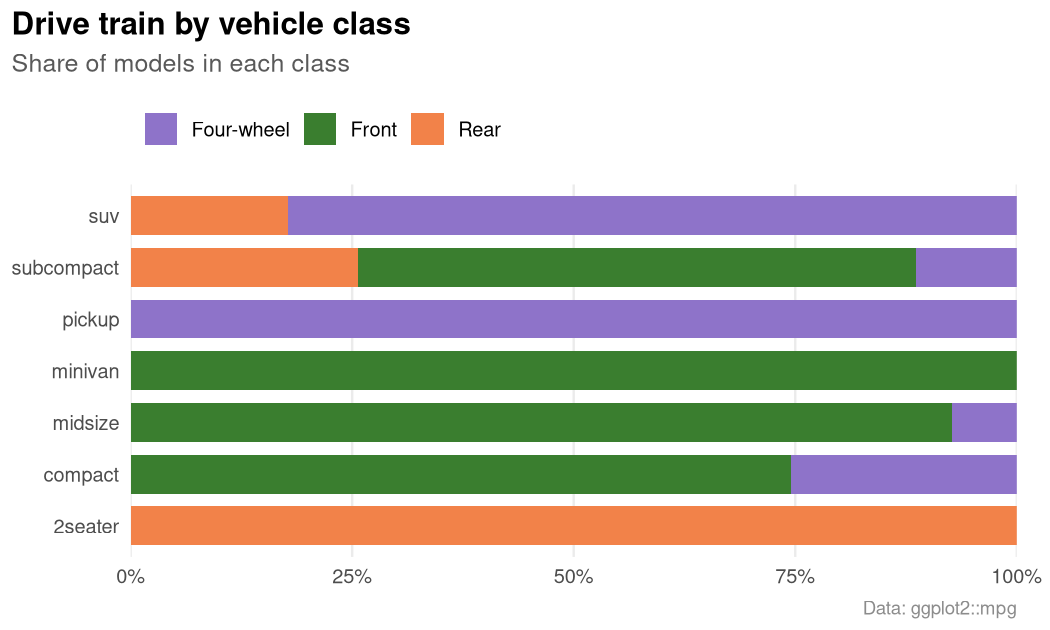 Drive train by vehicle class
Share of models in each class
Four-wheel Front Rear
suv
subcompact
pickup
minivan
midsize
compact
2seater
0% 25% 50% 75% 100%
Data: ggplot2::mpg